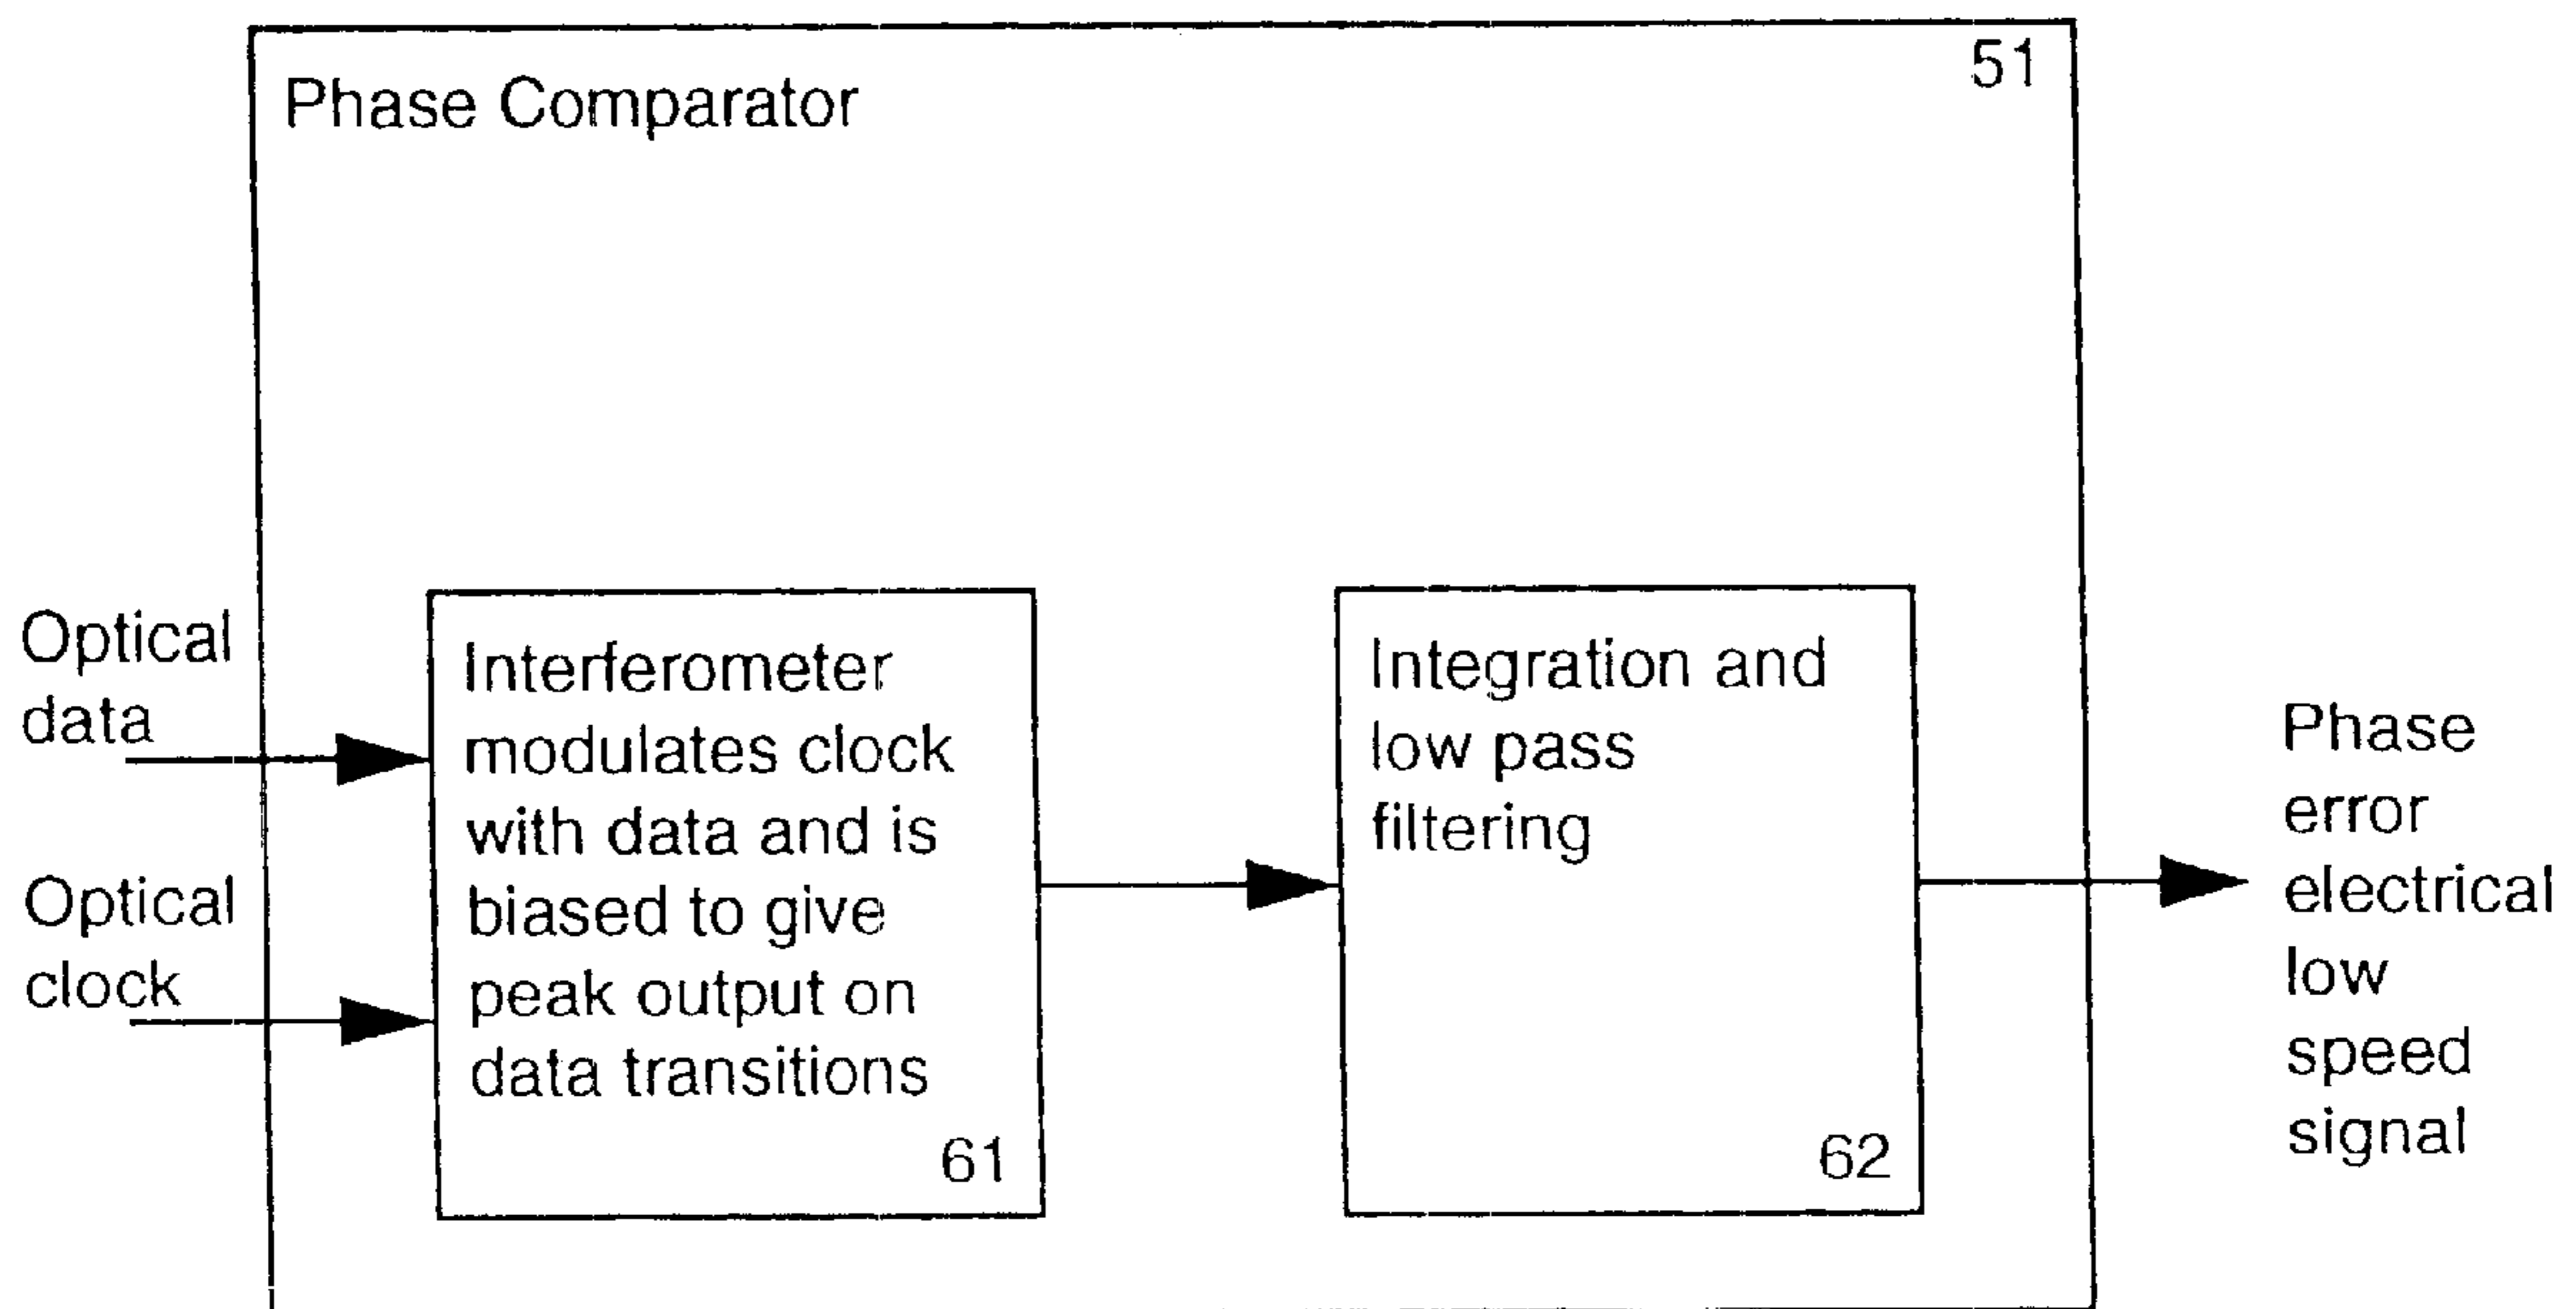 51
Phase Comparator
Optical
data
Optical
clock
Interferometer
modulates clock
with data and is
biased to give
peak output on
data transitions
61
Integration and
low pass
filtering
62
Phase
error
electrical
low
speed
signal